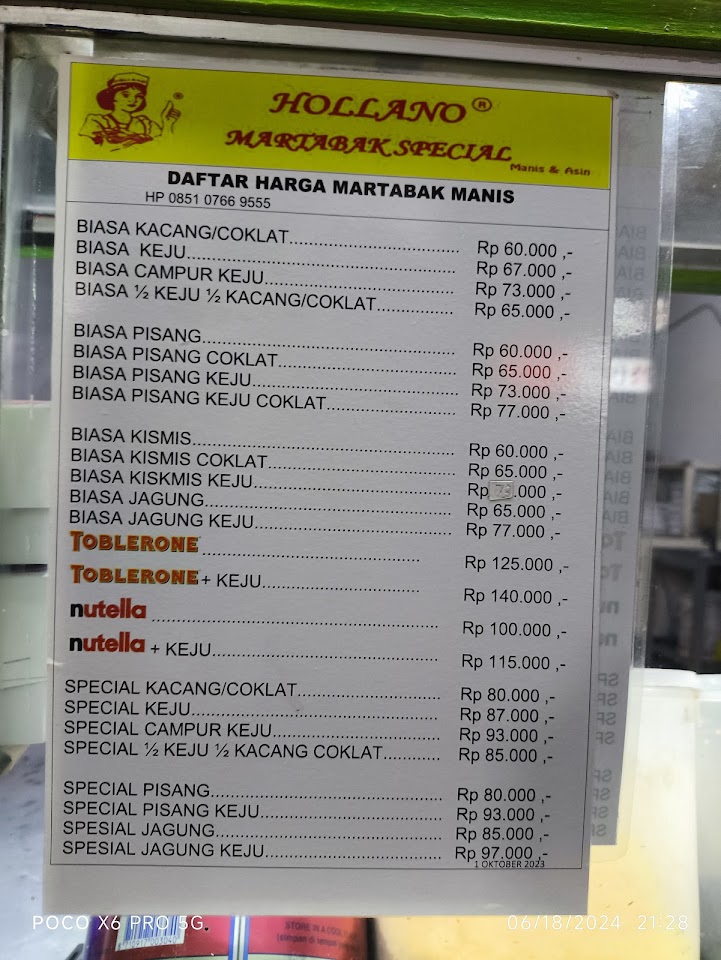 HOLLANO®
MARTABAK SPECIAL
Manis & Asin
DAFTAR HARGA MARTABAK MANIS
HP 0851 0766 9555
BIASA KACANG/COKLAT Rp 60.000 ,-
BIASA KEJU Rp 67.000 ,-
BIASA CAMPUR KEJU Rp 73.000 ,-
BIASA ½ KEJU ½ KACANG/COKLAT Rp 65.000 ,-
BIASA PISANG Rp 60.000 ,-
BIASA PISANG COKLAT Rp 65.000 ,-
BIASA PISANG KEJU Rp 73.000 ,-
BIASA PISANG KEJU COKLAT Rp 77.000 ,-
BIASA KISMIS Rp 60.000 ,-
BIASA KISMIS COKLAT Rp 65.000 ,-
BIASA KISKMIS KEJU Rp 73.000 ,-
BIASA JAGUNG Rp 65.000 ,-
BIASA JAGUNG KEJU Rp 77.000 ,-
TOBLERONE Rp 125.000 ,-
TOBLERONE + KEJU Rp 140.000 ,-
nutella Rp 100.000 ,-
nutella + KEJU Rp 115.000 ,-
SPECIAL KACANG/COKLAT Rp 80.000 ,-
SPECIAL KEJU Rp 87.000 ,-
SPECIAL CAMPUR KEJU Rp 93.000 ,-
SPECIAL ½ KEJU ½ KACANG COKLAT Rp 85.000 ,-
SPECIAL PISANG Rp 80.000 ,-
SPECIAL PISANG KEJU Rp 93.000 ,-
SPESIAL JAGUNG Rp 85.000 ,-
SPESIAL JAGUNG KEJU Rp 97.000 ,-
1 OKTOBER 2023
POCO X6 PRO 5G
06/18/2024 21:28
STORE IN A COOL